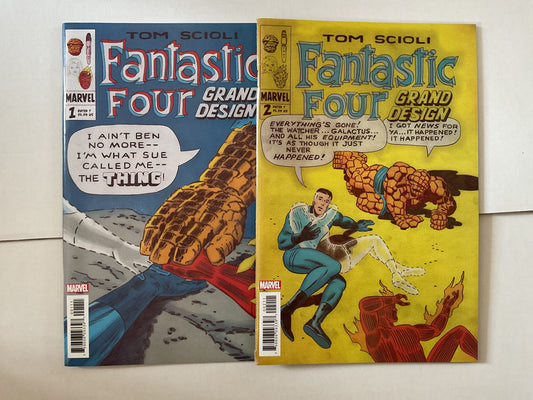 TOM SCIOLI
FANTASTIC
FOUR
GRAND
DESIGN
MARVEL
1
I AIN'T BEN
NO MORE--
I'M WHAT SUE
CALLED ME--
THE THING!
MARVEL
TOM SCIOLI
FANTASTIC
FOUR
GRAND
DESIGN
MARVEL
2
EVERYTHING'S GONE!
THE WATCHER... GALACTUS...
AND ALL HIS EQUIPMENT!
IT'S AS THOUGH IT JUST
NEVER
HAPPENED!
I GOT NEWS FOR
YA... IT HAPPENED!
IT HAPPENED!
MARVEL